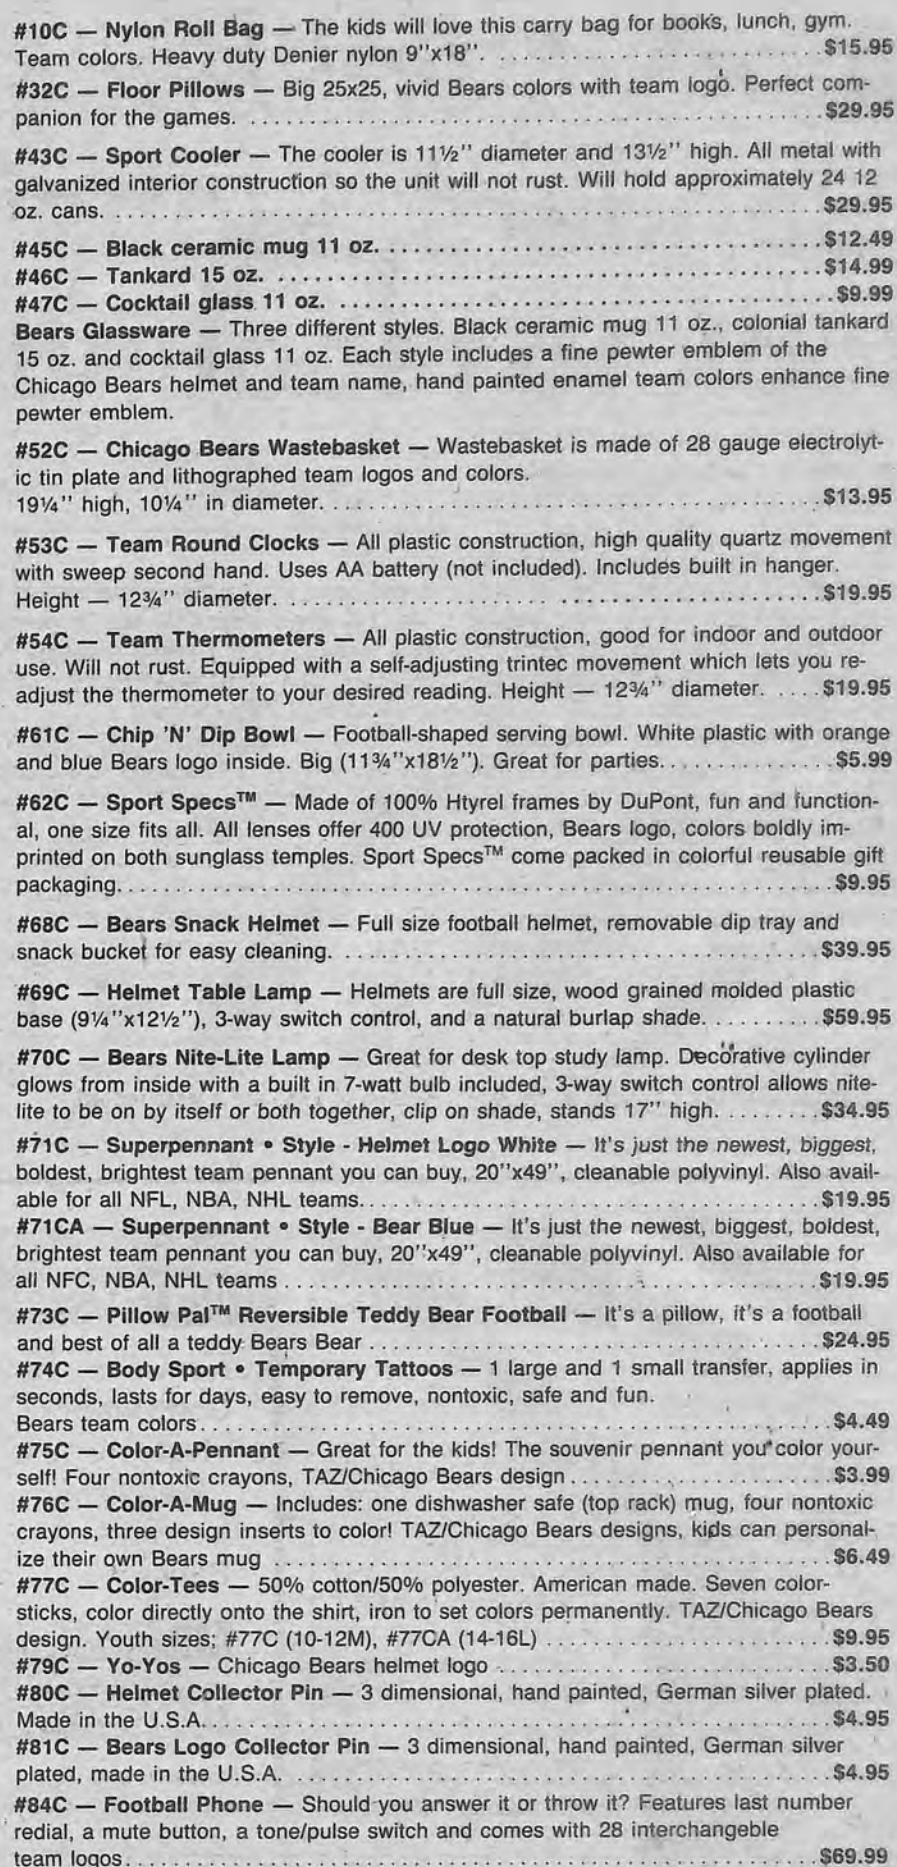 #10C — Nylon Roll Bag — The kids will love this carry bag for books, lunch, gym.
Team colors. Heavy duty Denier nylon 9''x18''. ........................ $15.95
#32C — Floor Pillows — Big 25x25, vivid Bears colors with team logo. Perfect com-
panion for the games. ........................ $29.95
#43C — Sport Cooler — The cooler is 11½'' diameter and 13½'' high. All metal with
galvanized interior construction so the unit will not rust. Will hold approximately 24 12
oz. cans. ........................ $29.95
#45C — Black ceramic mug 11 oz. ........................ $12.49
#46C — Tankard 15 oz. ........................ $14.99
#47C — Cocktail glass 11 oz. ........................ $9.99
Bears Glassware — Three different styles. Black ceramic mug 11 oz., colonial tankard
15 oz. and cocktail glass 11 oz. Each style includes a fine pewter emblem of the
Chicago Bears helmet and team name, hand painted enamel team colors enhance fine
pewter emblem.
#52C — Chicago Bears Wastebasket — Wastebasket is made of 28 gauge electrolyt-
ic tin plate and lithographed team logos and colors.
19¼'' high, 10¼'' in diameter. ........................ $13.95
#53C — Team Round Clocks — All plastic construction, high quality quartz movement
with sweep second hand. Uses AA battery (not included). Includes built in hanger.
Height — 12¾'' diameter. ........................ $19.95
#54C — Team Thermometers — All plastic construction, good for indoor and outdoor
use. Will not rust. Equipped with a self-adjusting trintec movement which lets you re-
adjust the thermometer to your desired reading. Height — 12¾'' diameter. ..... $19.95
#61C — Chip 'N' Dip Bowl — Football-shaped serving bowl. White plastic with orange
and blue Bears logo inside. Big (11¾''x18½''). Great for parties. ............. $5.99
#62C — Sport Specs™ — Made of 100% Htyrel frames by DuPont, fun and function-
al, one size fits all. All lenses offer 400 UV protection, Bears logo, colors boldly im-
printed on both sunglass temples. Sport Specs™ come packed in colorful reusable gift
packaging. ........................ $9.95
#68C — Bears Snack Helmet — Full size football helmet, removable dip tray and
snack bucket for easy cleaning. ........................ $39.95
#69C — Helmet Table Lamp — Helmets are full size, wood grained molded plastic
base (9¼''x12½''), 3-way switch control, and a natural burlap shade. ......... $59.95
#70C — Bears Nite-Lite Lamp — Great for desk top study lamp. Decorative cylinder
glows from inside with a built in 7-watt bulb included, 3-way switch control allows nite-
lite to be on by itself or both together, clip on shade, stands 17'' high. ........ $34.95
#71C — Superpennant • Style - Helmet Logo White — It's just the newest, biggest,
boldest, brightest team pennant you can buy, 20''x49'', cleanable polyvinyl. Also avail-
able for all NFL, NBA, NHL teams. ........................ $19.95
#71CA — Superpennant • Style - Bear Blue — It's just the newest, biggest, boldest,
brightest team pennant you can buy, 20''x49'', cleanable polyvinyl. Also available for
all NFC, NBA, NHL teams ........................ $19.95
#73C — Pillow Pal™ Reversible Teddy Bear Football — It's a pillow, it's a football
and best of all a teddy Bears Bear ........................ $24.95
#74C — Body Sport • Temporary Tattoos — 1 large and 1 small transfer, applies in
seconds, lasts for days, easy to remove, nontoxic, safe and fun.
Bears team colors ........................ $4.49
#75C — Color-A-Pennant — Great for the kids! The souvenir pennant you color your-
self! Four nontoxic crayons, TAZ/Chicago Bears design ........................ $3.99
#76C — Color-A-Mug — Includes: one dishwasher safe (top rack) mug, four nontoxic
crayons, three design inserts to color! TAZ/Chicago Bears designs, kids can personal-
ize their own Bears mug ........................ $6.49
#77C — Color-Tees — 50% cotton/50% polyester. American made. Seven color-
sticks, color directly onto the shirt, iron to set colors permanently. TAZ/Chicago Bears
design. Youth sizes; #77C (10-12M), #77CA (14-16L) ........................ $9.95
#79C — Yo-Yos — Chicago Bears helmet logo ........................ $3.50
#80C — Helmet Collector Pin — 3 dimensional, hand painted, German silver plated.
Made in the U.S.A. ........................ $4.95
#81C — Bears Logo Collector Pin — 3 dimensional, hand painted, German silver
plated, made in the U.S.A. ........................ $4.95
#84C — Football Phone — Should you answer it or throw it? Features last number
redial, a mute button, a tone/pulse switch and comes with 28 interchangeble
team logos. ........................ $69.99